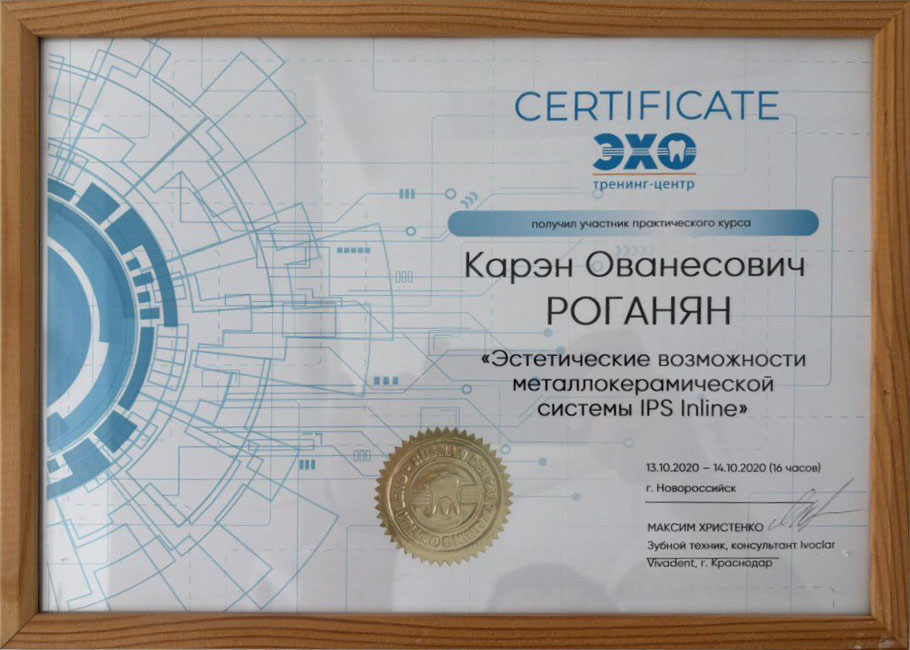 CERTIFICATE
ЭХО
тренинг-центр
получил участник практического курса
Карэн Ованесович
РОГАНЯН
«Эстетические возможности
металлокерамической
системы IPS Inline»
13.10.2020 – 14.10.2020 (16 часов)
г. Новороссийск
МАКСИМ ХРИСТЕНКО
Зубной техник, консультант Ivoclar
Vivadent, г. Краснодар